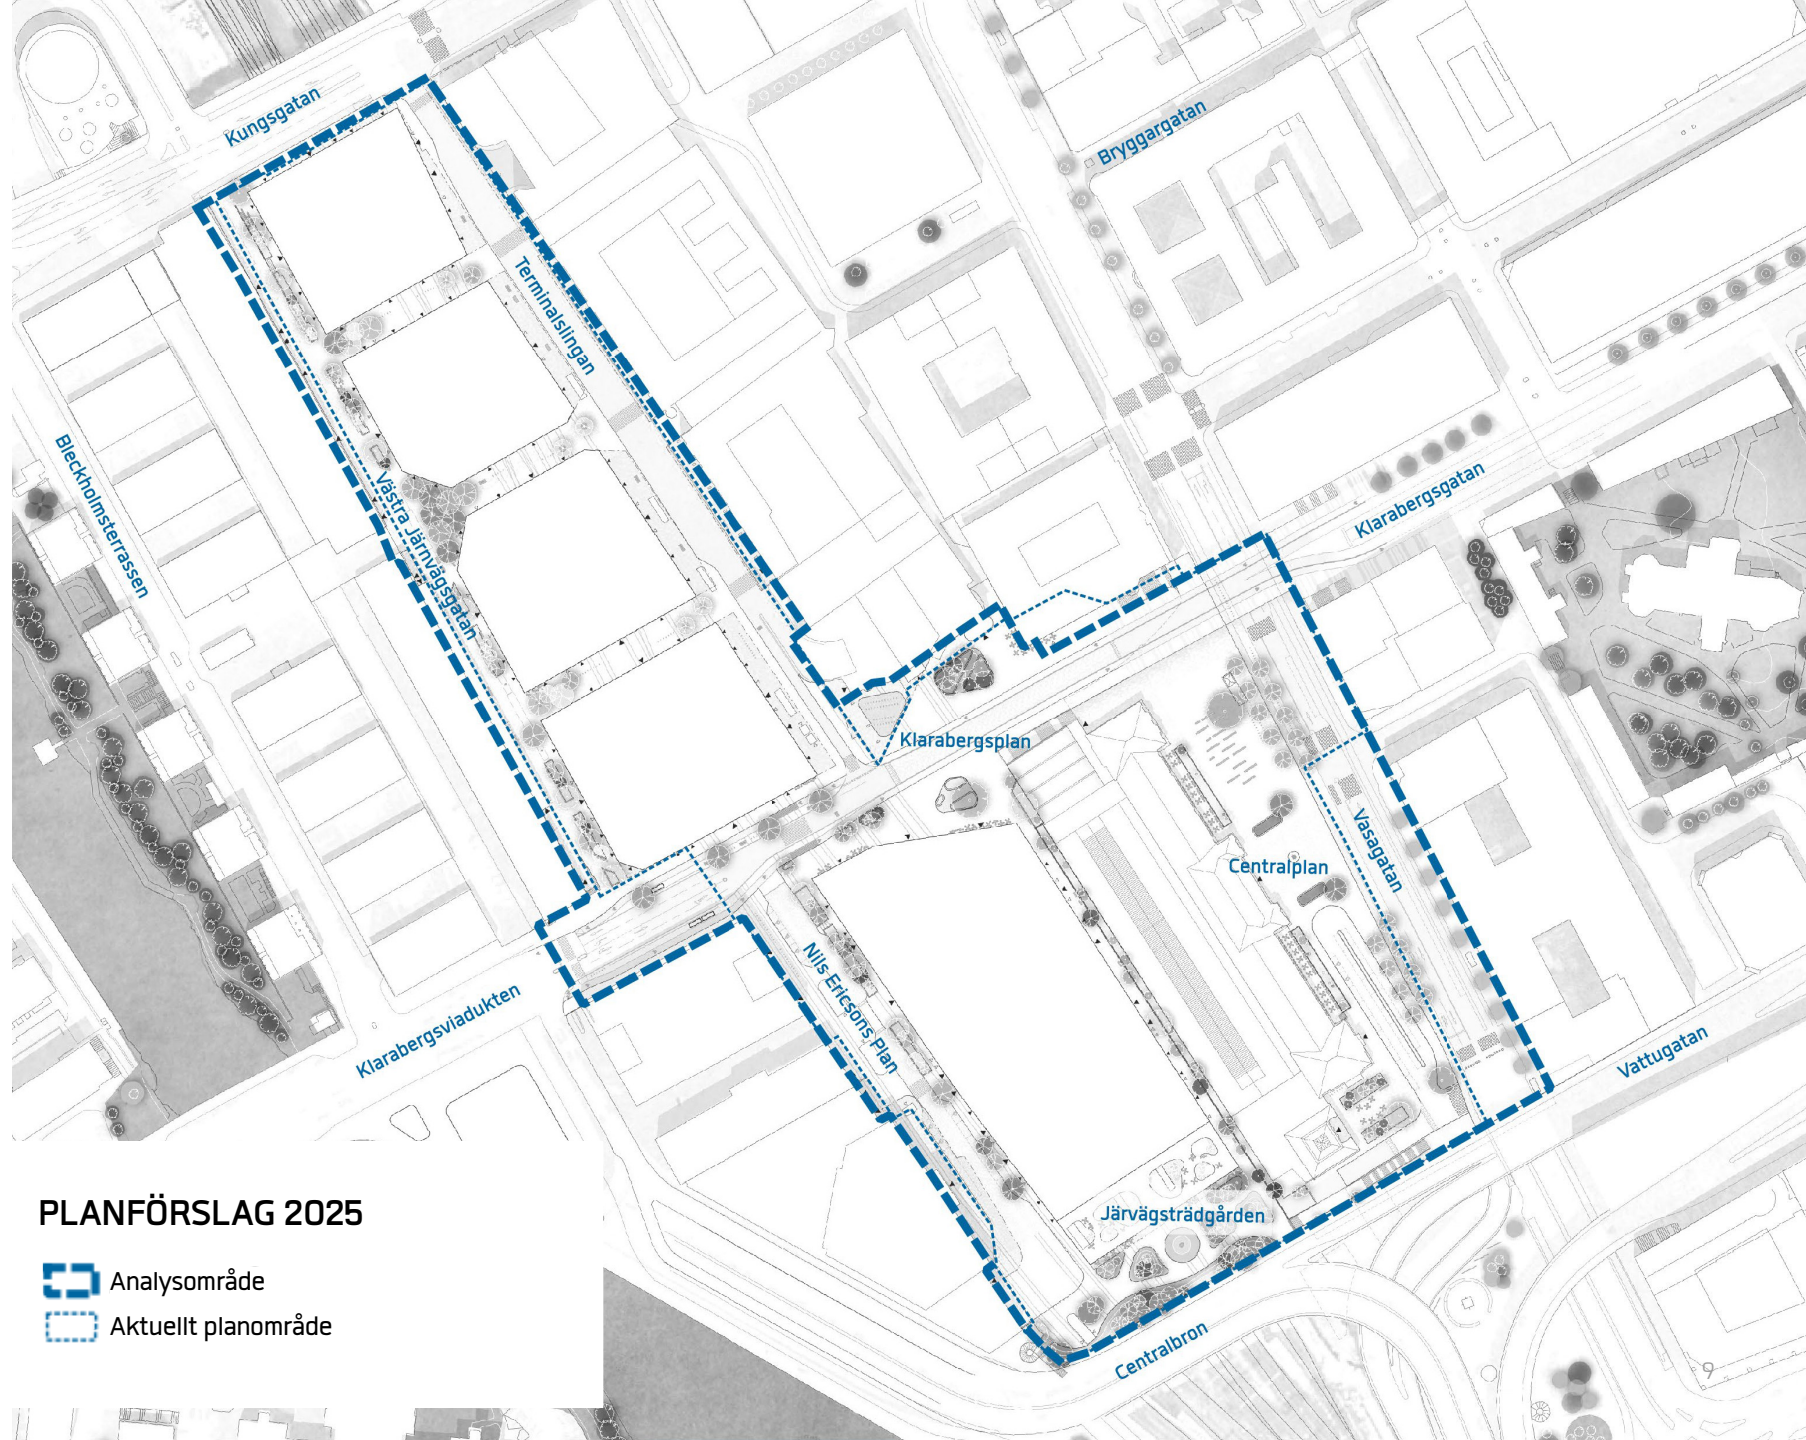 Kungsgatan
Bryggargatan
Terminalslingan
Bleckholmsterrassen
Västra Järnvägsgatan
Klarabergsgatan
Klarabergsplan
Vasagatan
Centralplan
Nils Ericsons Plan
Klarabergsviadukten
Vattugatan
Järvägsträdgården
Centralbron
PLANFÖRSLAG 2025
Analysområde
Aktuellt planområde
9